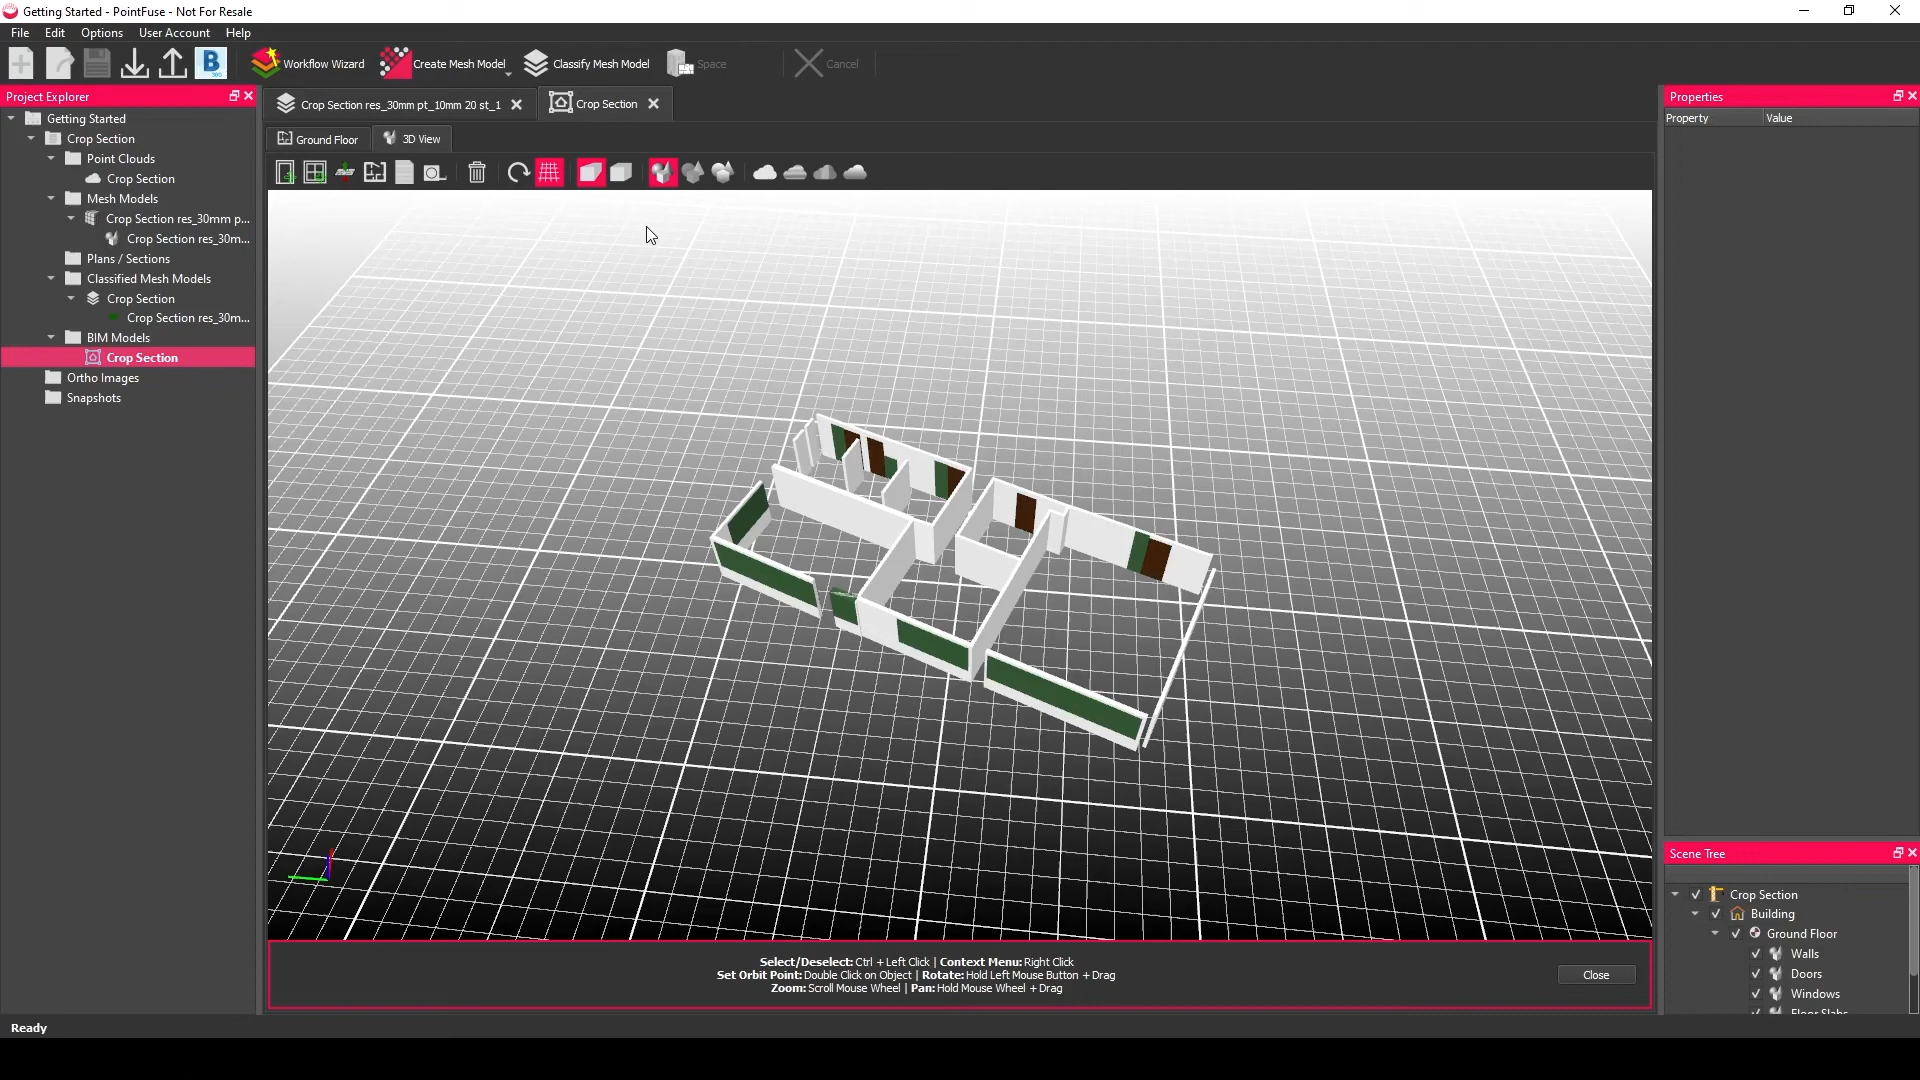 Getting Started - PointFuse - Not For Resale
File Edit Options User Account Help
B 360 Workflow Wizard Create Mesh Model Classify Mesh Model Space Cancel
Project Explorer
Getting Started
Crop Section
Point Clouds
Crop Section
Mesh Models
Crop Section res_30mm p...
Crop Section res_30m...
Plans / Sections
Classified Mesh Models
Crop Section
Crop Section res_30m...
BIM Models
Crop Section
Ortho Images
Snapshots
Crop Section res_30mm pt_10mm 20 st_1 Crop Section
Ground Floor 3D View
Select/Deselect: Ctrl + Left Click | Context Menu: Right Click
Set Orbit Point: Double Click on Object | Rotate: Hold Left Mouse Button + Drag
Zoom: Scroll Mouse Wheel | Pan: Hold Mouse Wheel + Drag
Close
Properties
Property Value
Scene Tree
Crop Section
Building
Ground Floor
Walls
Doors
Windows
Floor Slabs
Ready